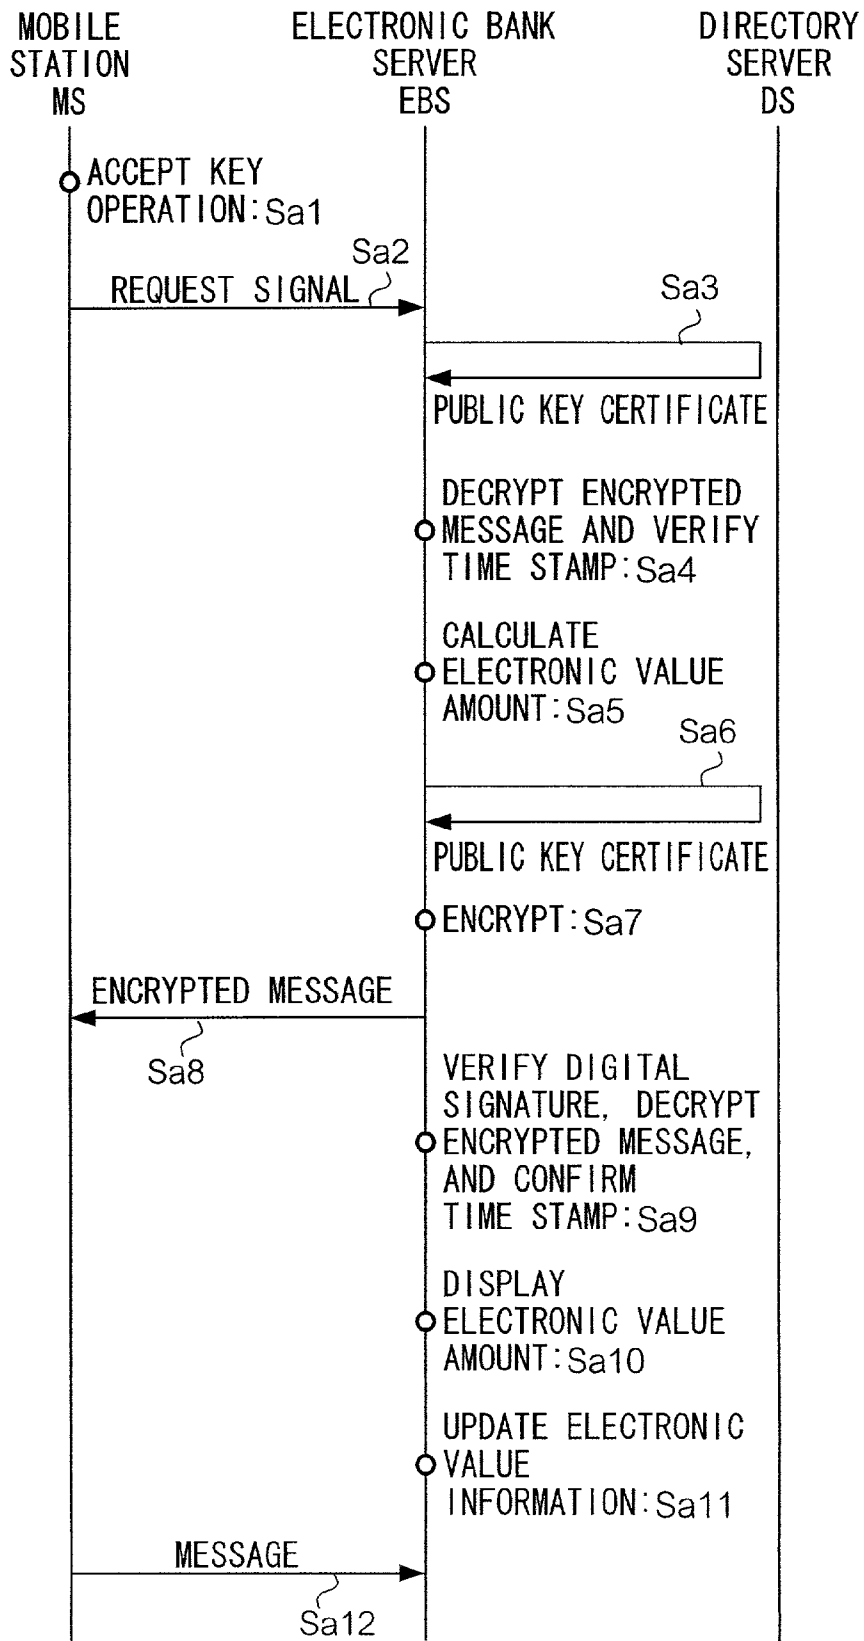 MOBILE
STATION
MS
ELECTRONIC BANK
SERVER
EBS
DIRECTORY
SERVER
DS
ACCEPT KEY
OPERATION:Sa1
Sa2
REQUEST SIGNAL
Sa3
PUBLIC KEY CERTIFICATE
DECRYPT ENCRYPTED
MESSAGE AND VERIFY
TIME STAMP:Sa4
CALCULATE
ELECTRONIC VALUE
AMOUNT:Sa5
Sa6
PUBLIC KEY CERTIFICATE
ENCRYPT:Sa7
ENCRYPTED MESSAGE
Sa8
VERIFY DIGITAL
SIGNATURE, DECRYPT
ENCRYPTED MESSAGE,
AND CONFIRM
TIME STAMP:Sa9
DISPLAY
ELECTRONIC VALUE
AMOUNT:Sa10
UPDATE ELECTRONIC
VALUE
INFORMATION:Sa11
MESSAGE
Sa12